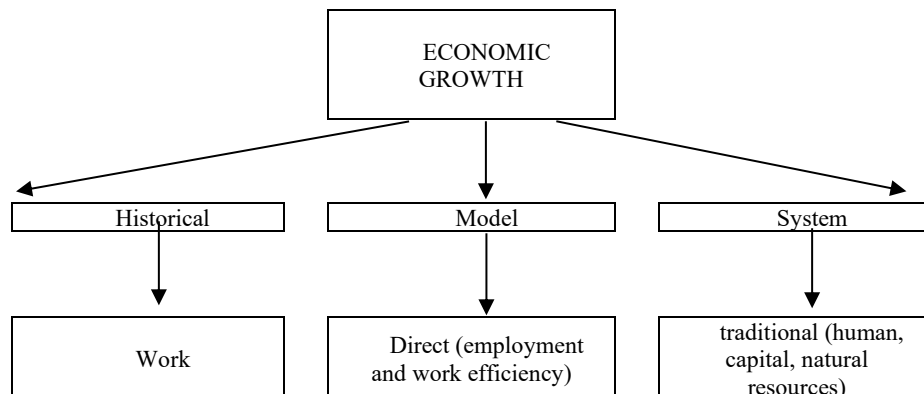 ECONOMIC
GROWTH
Historical
Model
System
Work
Direct (employment
and work efficiency)
traditional (human,
capital, natural
resources)